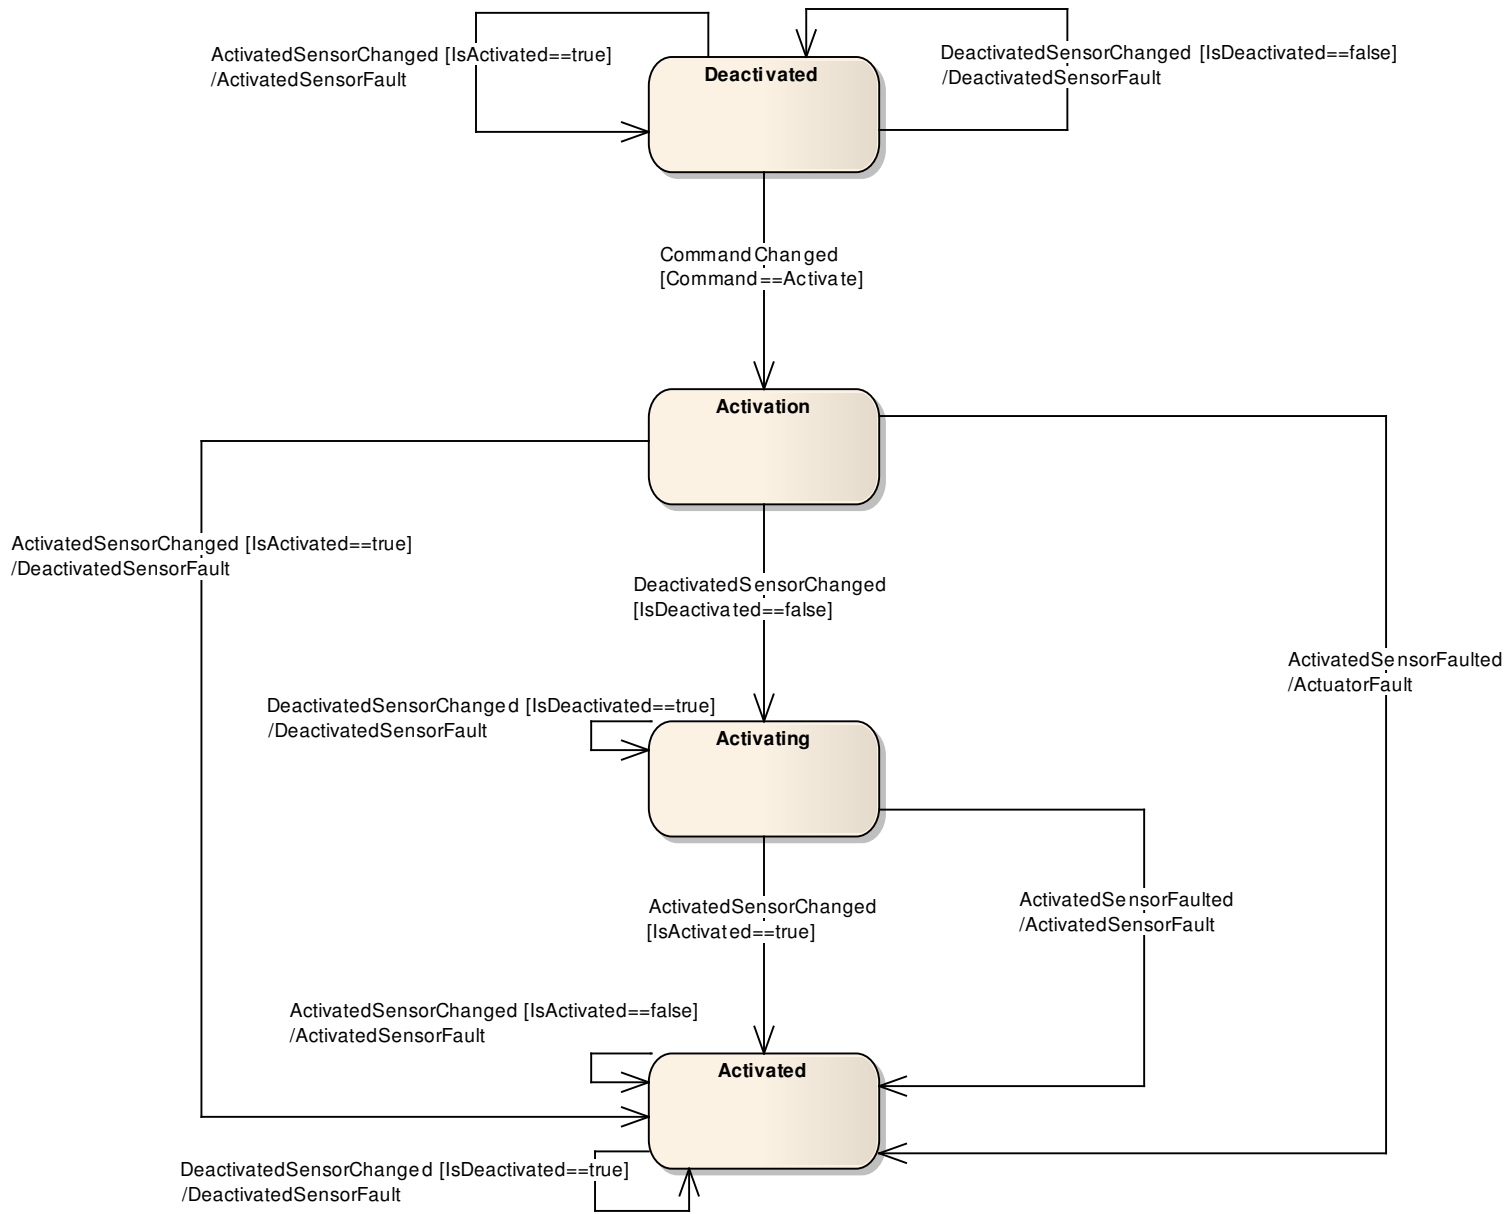 ActivatedSensorChanged [IsActivated==true]
/ActivatedSensorFault
DeactivatedSensorChanged [IsDeactivated==false]
/DeactivatedSensorFault
Deactivated
CommandChanged
[Command==Activate]
Activation
ActivatedSensorChanged [IsActivated==true]
/DeactivatedSensorFault
DeactivatedSensorChanged
[IsDeactivated==false]
ActivatedSensorFaulted
/ActuatorFault
DeactivatedSensorChanged [IsDeactivated==true]
/DeactivatedSensorFault
Activating
ActivatedSensorChanged
[IsActivated==true]
ActivatedSensorFaulted
/ActivatedSensorFault
ActivatedSensorChanged [IsActivated==false]
/ActivatedSensorFault
Activated
DeactivatedSensorChanged [IsDeactivated==true]
/DeactivatedSensorFault